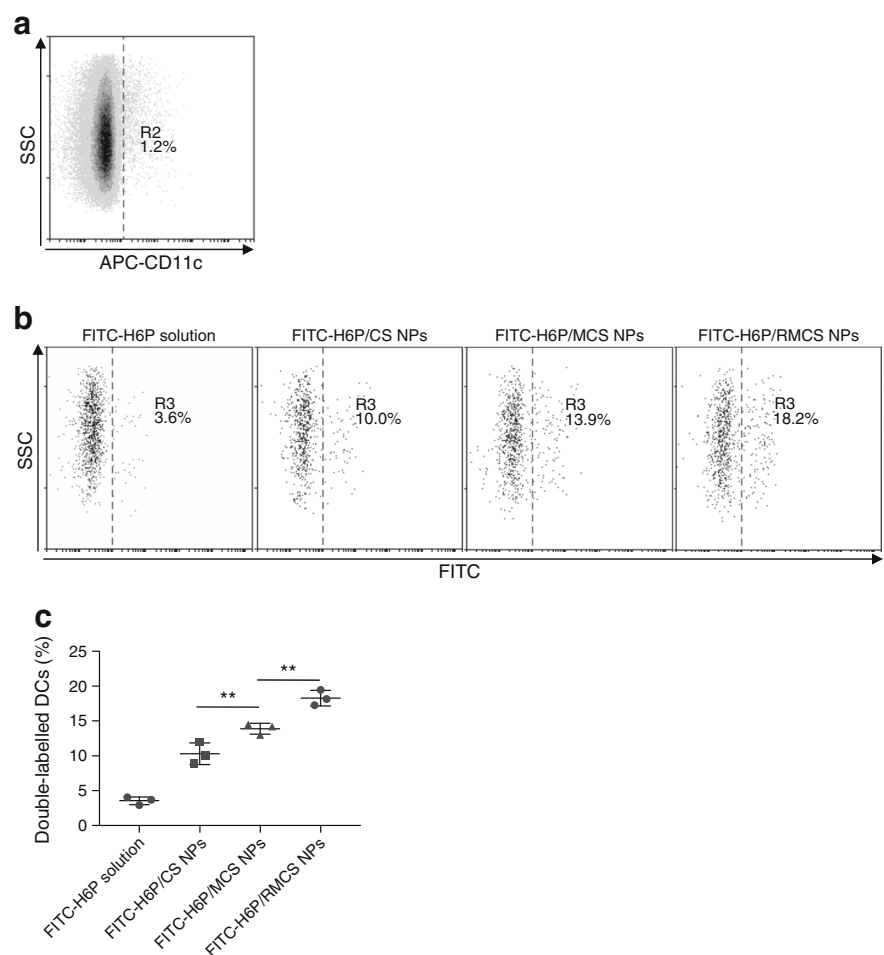 a
SSC
R2
1.2%
APC-CD11c
b
FITC-H6P solution
FITC-H6P/CS NPs
FITC-H6P/MCS NPs
FITC-H6P/RMCS NPs
SSC
R3
3.6%
R3
10.0%
R3
13.9%
R3
18.2%
FITC
c
Double-labelled DCs (%)
25
20
15
10
5
0
**
**
FITC-H6P solution
FITC-H6P/CS NPs
FITC-H6P/MCS NPs
FITC-H6P/RMCS NPs